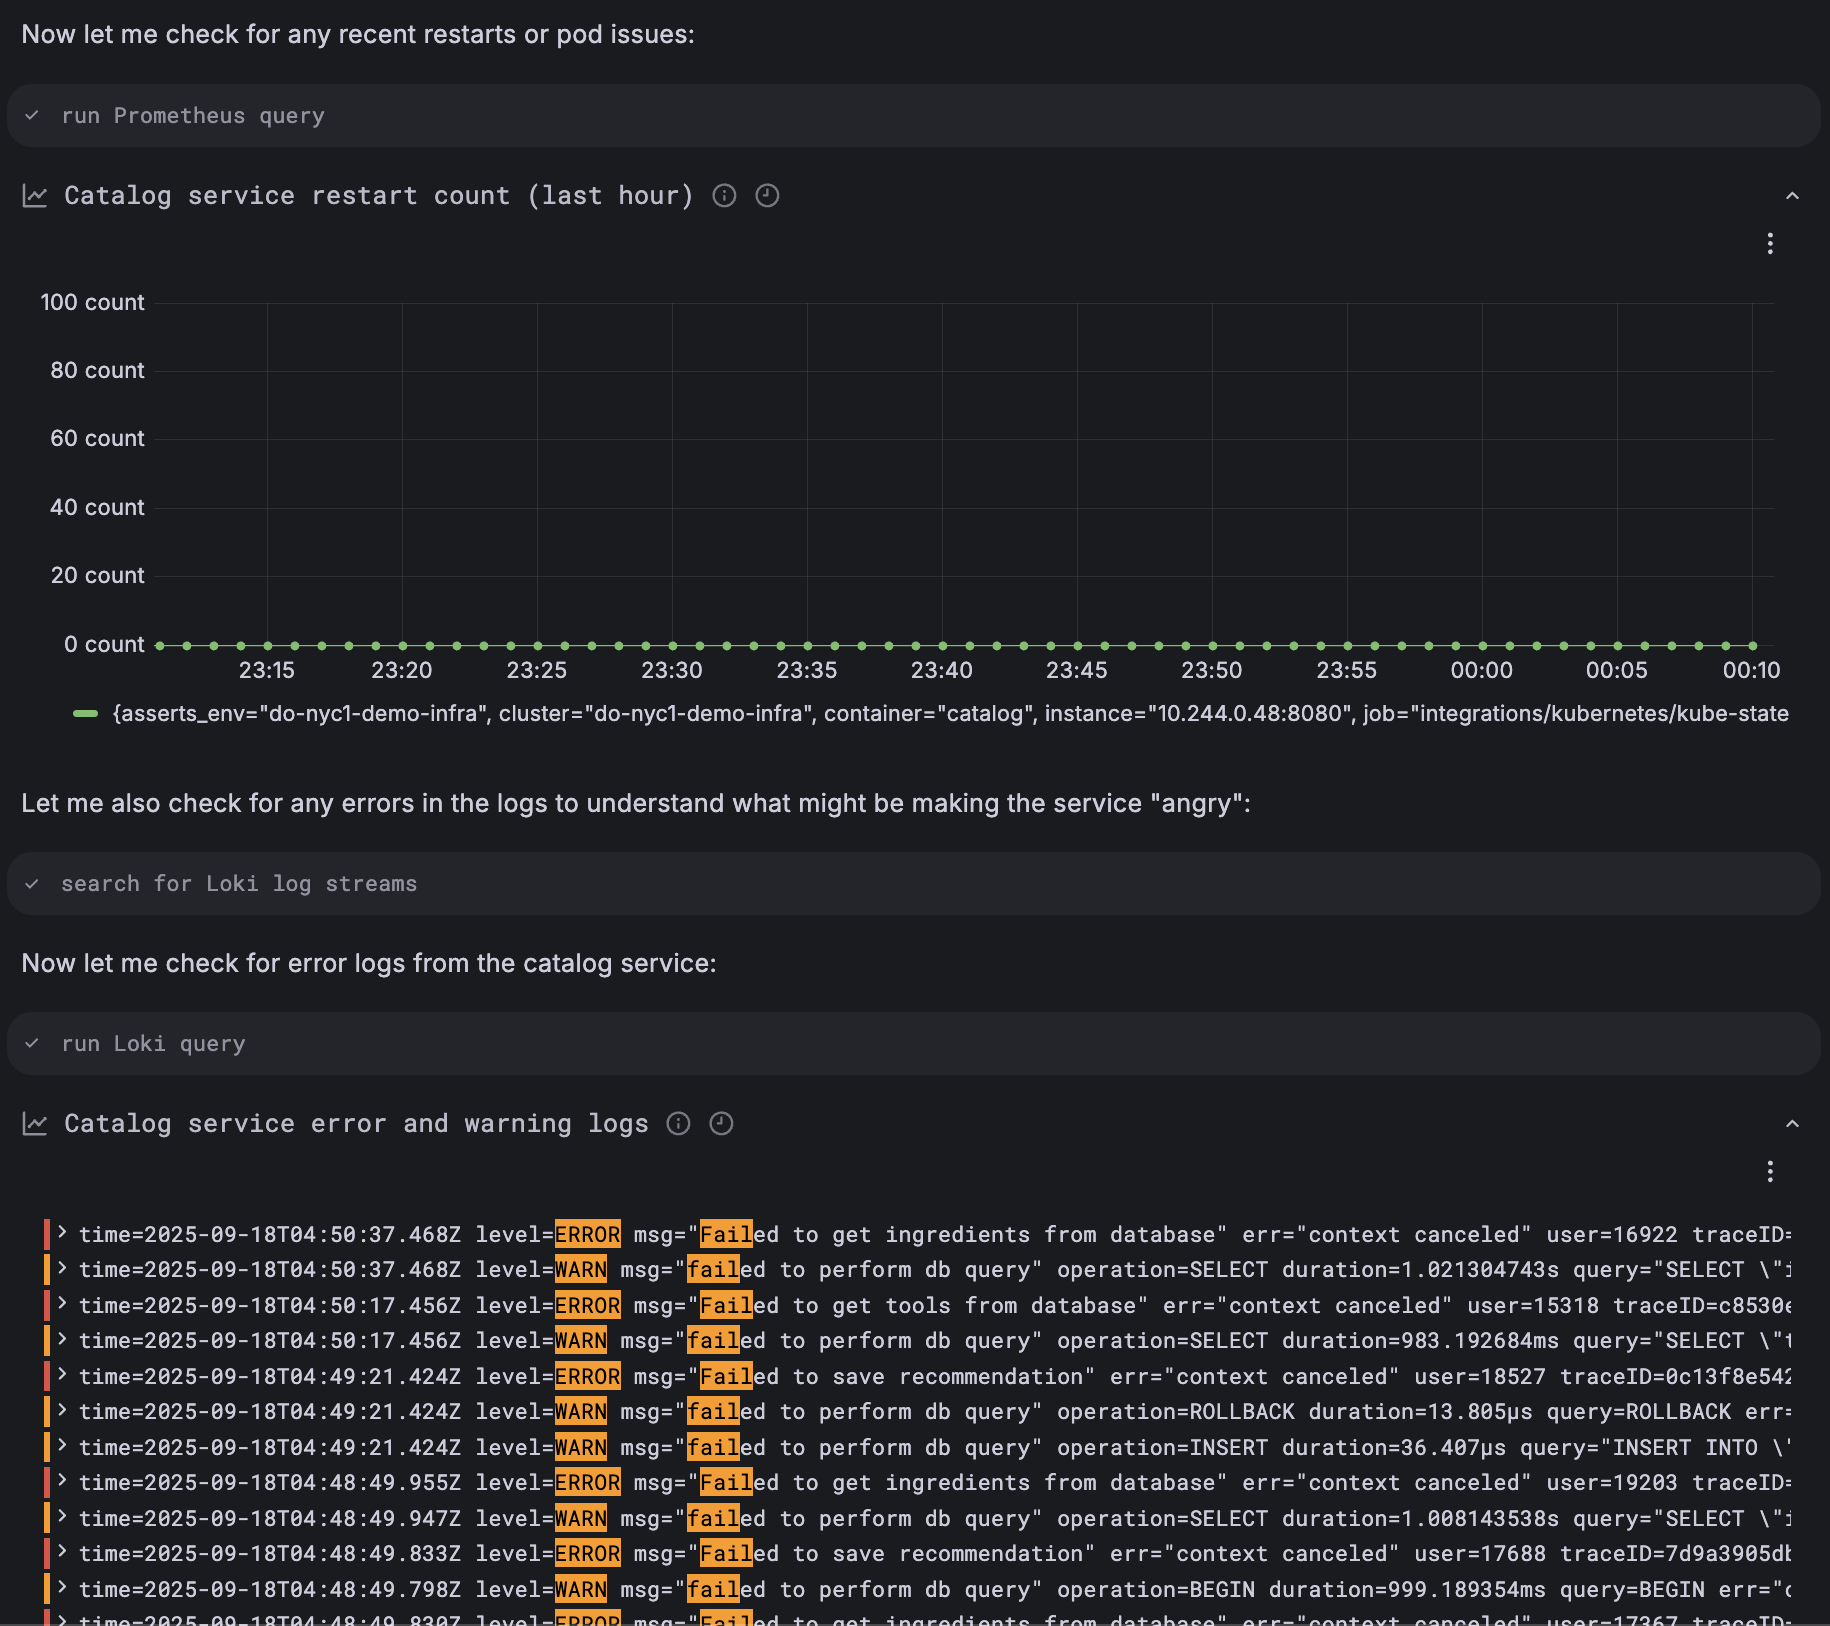 Now let me check for any recent restarts or pod issues:
run Prometheus query
Catalog service restart count (last hour)
100 count
80 count
60 count
40 count
20 count
0 count
23:15 23:20 23:25 23:30 23:35 23:40 23:45 23:50 23:55 00:00 00:05 00:10
{asserts_env="do-nyc1-demo-infra", cluster="do-nyc1-demo-infra", container="catalog", instance="10.244.0.48:8080", job="integrations/kubernetes/kube-state
Let me also check for any errors in the logs to understand what might be making the service "angry":
search for Loki log streams
Now let me check for error logs from the catalog service:
run Loki query
Catalog service error and warning logs
time=2025-09-18T04:50:37.468Z level=ERROR msg="Failed to get ingredients from database" err="context canceled" user=16922 traceID=
time=2025-09-18T04:50:37.468Z level=WARN msg="failed to perform db query" operation=SELECT duration=1.021304743s query="SELECT \"i
time=2025-09-18T04:50:17.456Z level=ERROR msg="Failed to get tools from database" err="context canceled" user=15318 traceID=c8530e
time=2025-09-18T04:50:17.456Z level=WARN msg="failed to perform db query" operation=SELECT duration=983.192684ms query="SELECT \"t
time=2025-09-18T04:49:21.424Z level=ERROR msg="Failed to save recommendation" err="context canceled" user=18527 traceID=0c13f8e542
time=2025-09-18T04:49:21.424Z level=WARN msg="failed to perform db query" operation=ROLLBACK duration=13.805µs query=ROLLBACK err=
time=2025-09-18T04:49:21.424Z level=WARN msg="failed to perform db query" operation=INSERT duration=36.407µs query="INSERT INTO \"
time=2025-09-18T04:48:49.955Z level=ERROR msg="Failed to get ingredients from database" err="context canceled" user=19203 traceID=
time=2025-09-18T04:48:49.947Z level=WARN msg="failed to perform db query" operation=SELECT duration=1.008143538s query="SELECT \"i
time=2025-09-18T04:48:49.833Z level=ERROR msg="Failed to save recommendation" err="context canceled" user=17688 traceID=7d9a3905db
time=2025-09-18T04:48:49.798Z level=WARN msg="failed to perform db query" operation=BEGIN duration=999.189354ms query=BEGIN err="c
time=2025-09-18T04:48:49.830Z level=ERROR msg="Failed to get ingredients from database" err="context canceled" user=17367 traceID=